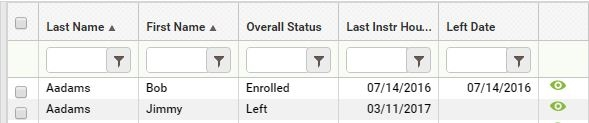 Last Name ▲ First Name ▲ Overall Status Last Instr Hou... Left Date
Aadams Bob Enrolled 07/14/2016 07/14/2016
Aadams Jimmy Left 03/11/2017